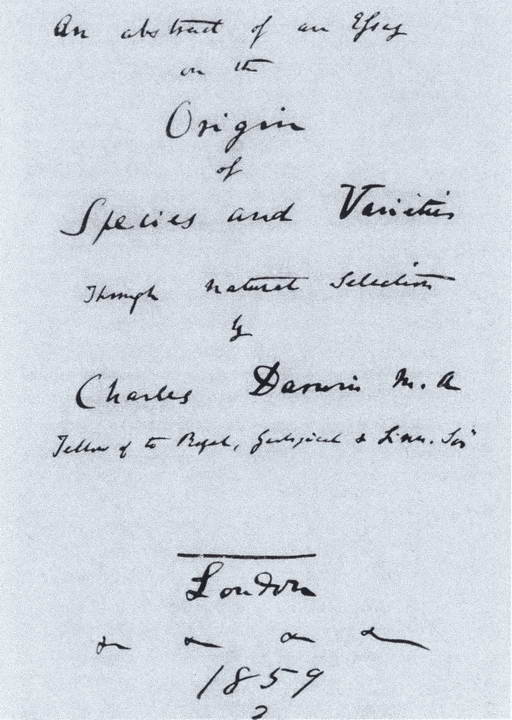 An abstract of an Essay
on the
Origin
of
Species and Varieties
Through natural Selection
by
Charles Darwin M.A
Fellow of the Royal, Geological & Linn. Soc
London
& & & &
1859
2